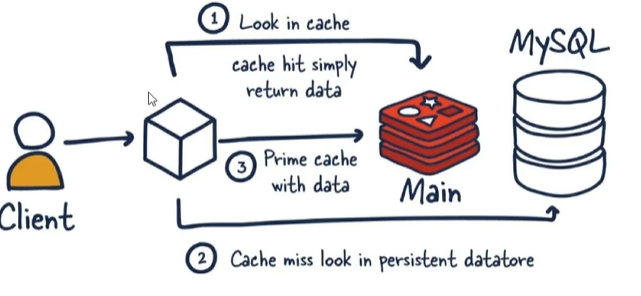 1 Look in cache
cache hit simply
return data
MySQL
3 Prime cache
with data
Main
Client
2 Cache miss look in persistent datatore